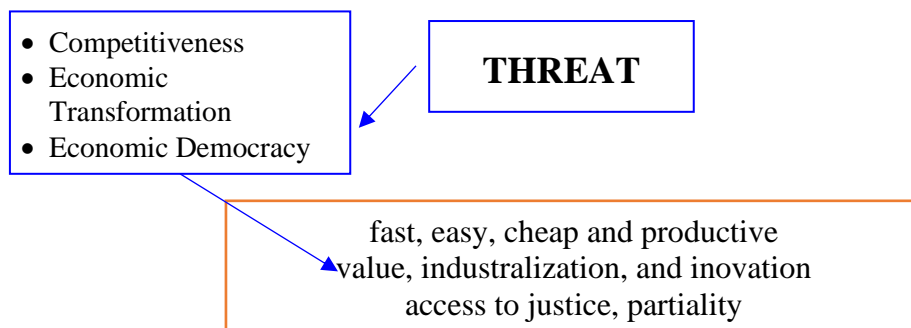 • Competitiveness
• Economic
Transformation
• Economic Democracy
THREAT
fast, easy, cheap and productive
value, industralization, and inovation
access to justice, partiality